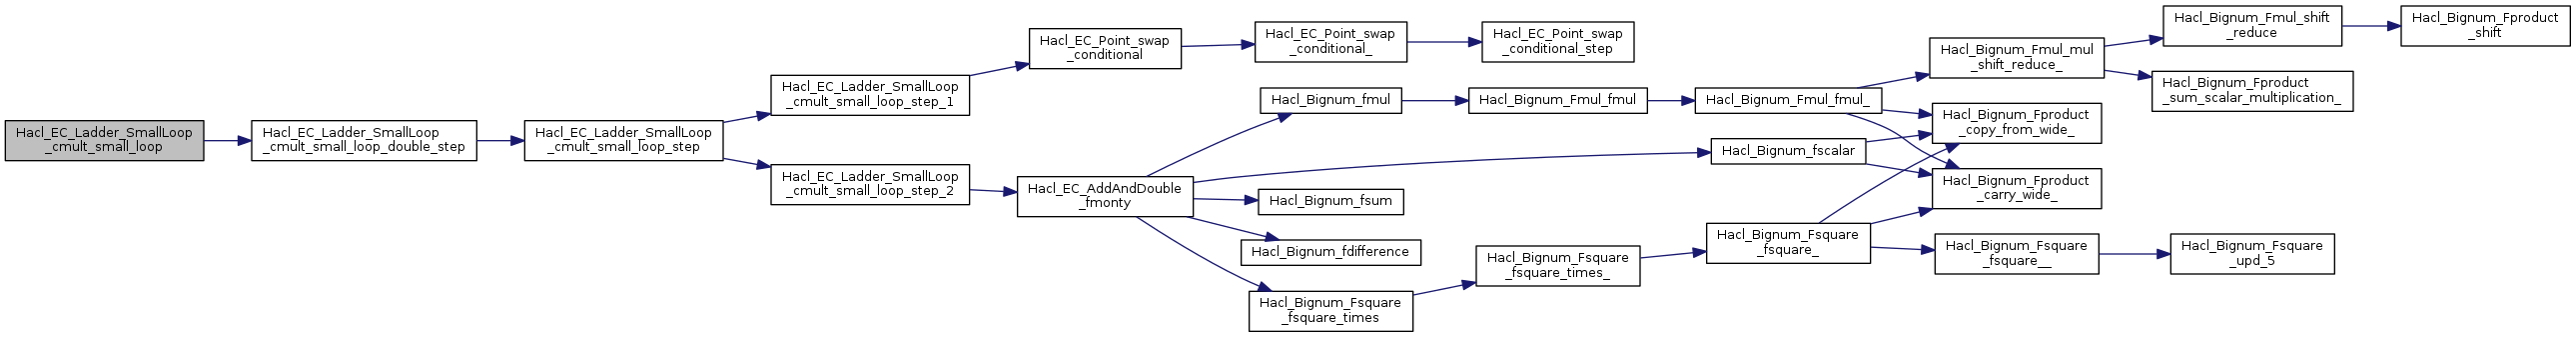 Hacl_EC_Ladder_SmallLoop
_cmult_small_loop
Hacl_EC_Ladder_SmallLoop
_cmult_small_loop_double_step
Hacl_EC_Ladder_SmallLoop
_cmult_small_loop_step
Hacl_EC_Ladder_SmallLoop
_cmult_small_loop_step_1
Hacl_EC_Point_swap
_conditional
Hacl_EC_Point_swap
_conditional_
Hacl_EC_Point_swap
_conditional_step
Hacl_EC_Ladder_SmallLoop
_cmult_small_loop_step_2
Hacl_EC_AddAndDouble
_fmonty
Hacl_Bignum_fmul
Hacl_Bignum_Fmul_fmul
Hacl_Bignum_Fmul_fmul_
Hacl_Bignum_Fmul_mul
_shift_reduce_
Hacl_Bignum_Fmul_shift
_reduce
Hacl_Bignum_Fproduct
_shift
Hacl_Bignum_Fproduct
_sum_scalar_multiplication_
Hacl_Bignum_Fproduct
_copy_from_wide_
Hacl_Bignum_Fproduct
_carry_wide_
Hacl_Bignum_fscalar
Hacl_Bignum_fsum
Hacl_Bignum_fdifference
Hacl_Bignum_Fsquare
_fsquare_times
Hacl_Bignum_Fsquare
_fsquare_times_
Hacl_Bignum_Fsquare
_fsquare_
Hacl_Bignum_Fsquare
_fsquare__
Hacl_Bignum_Fsquare
_upd_5